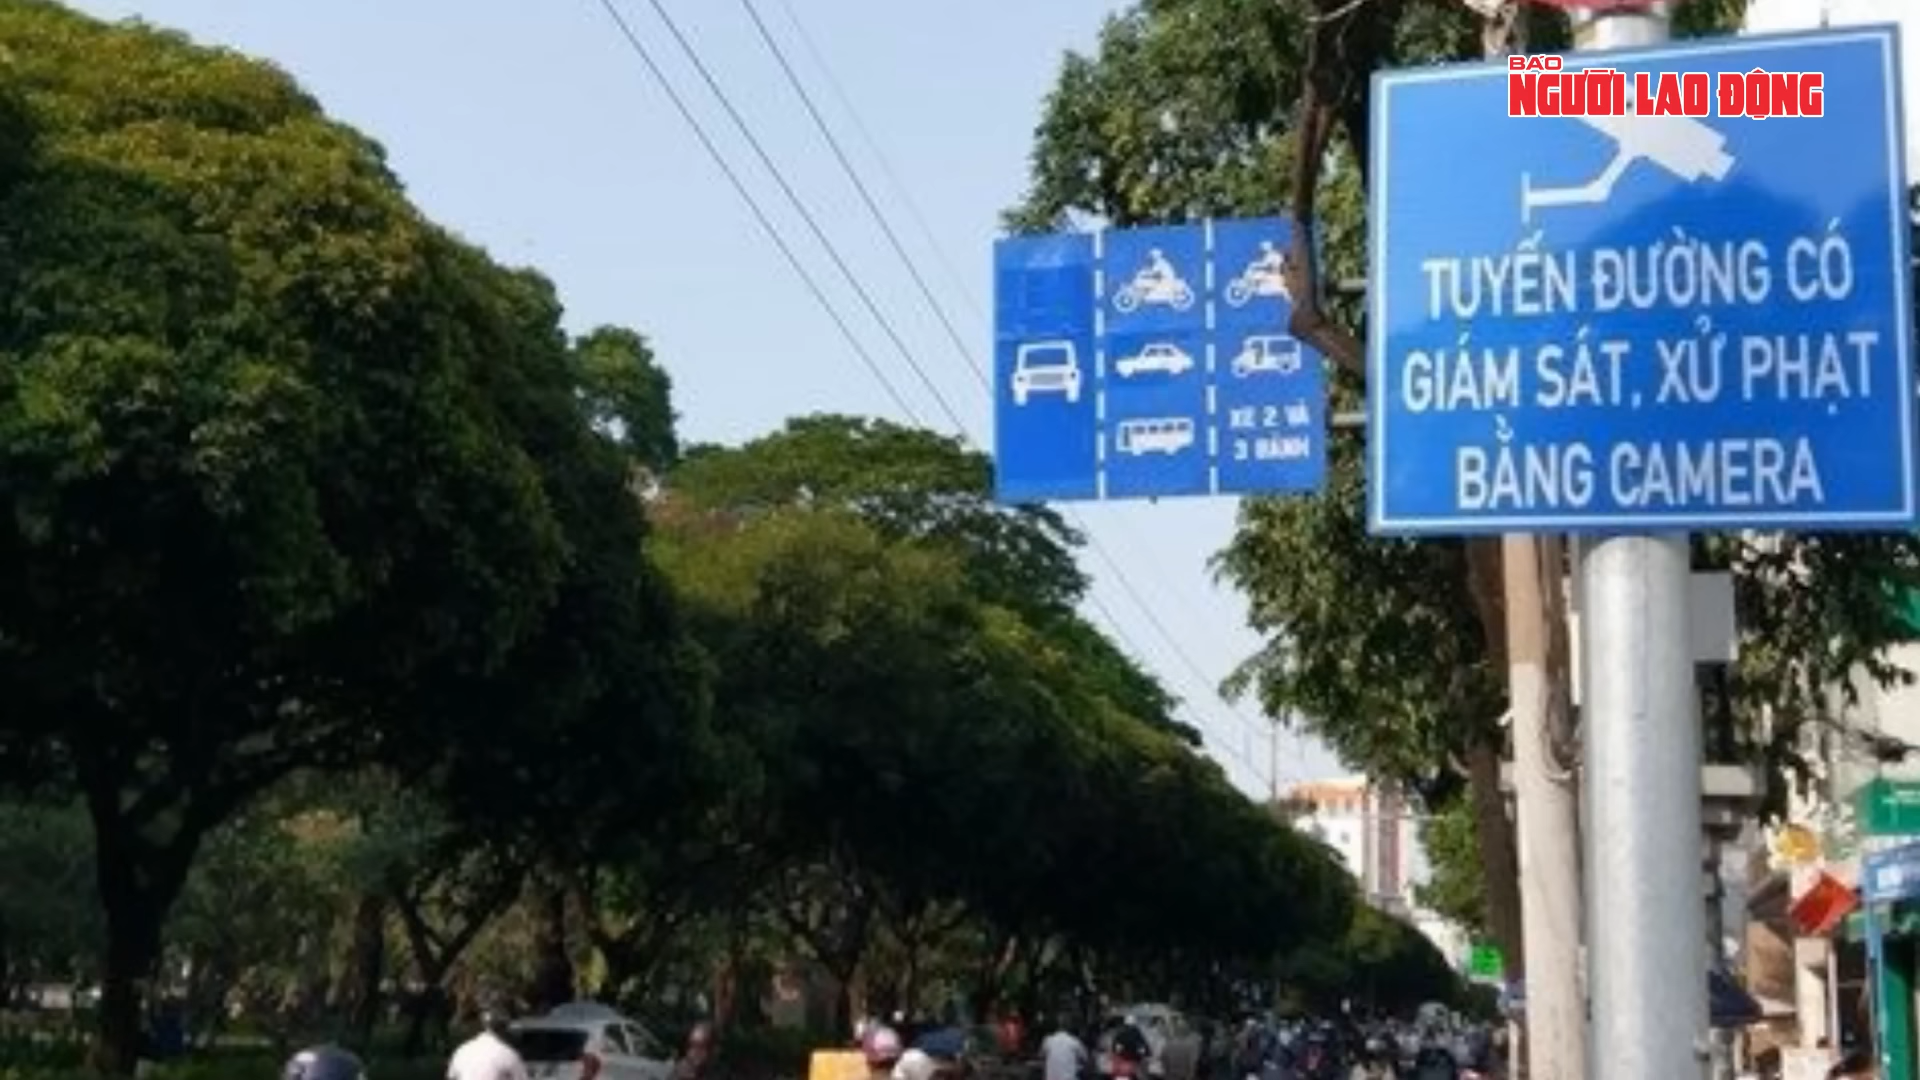 BÁO
NGƯỜI LAO ĐỘNG
TUYẾN ĐƯỜNG CÓ
GIÁM SÁT, XỬ PHẠT
BẰNG CAMERA
XE 2 VÀ
3 BÁNH